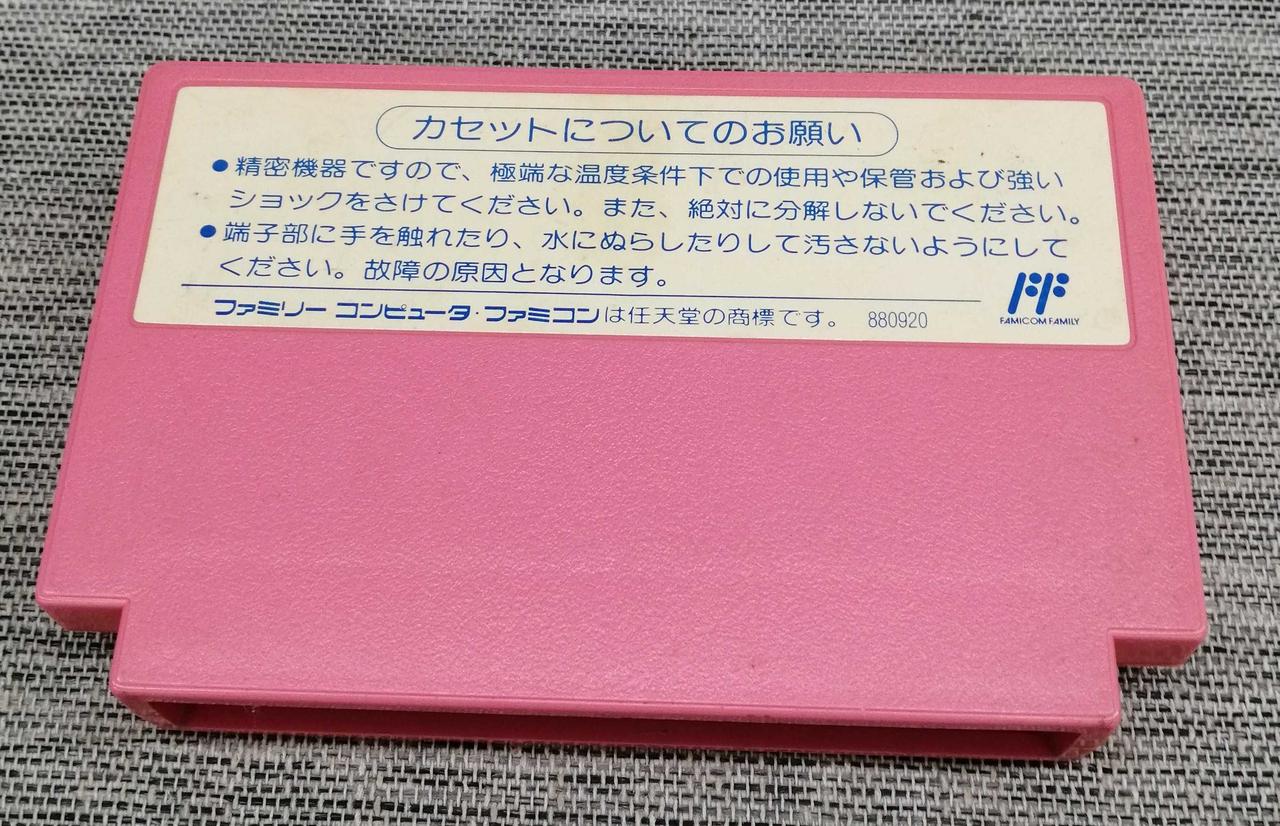 カセットについてのお願い
●精密機器ですので、極端な温度条件下での使用や保管および強い
ショックをさけてください。また、絶対に分解しないでください。
●端子部に手を触れたり、水にぬらしたりして汚さないようにして
ください。故障の原因となります。
ファミリーコンピュータ・ファミコンは任天堂の商標です。 880920
FF
FAMICOM FAMILY